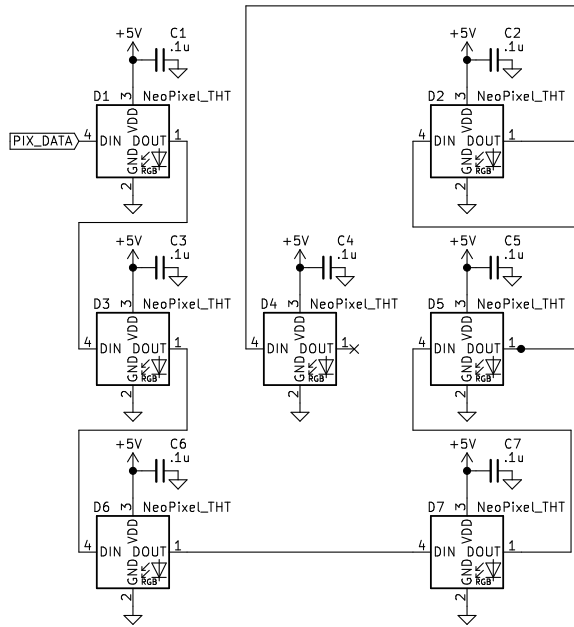 +5V C1 .1u
+5V C2 .1u
D1 NeoPixel_THT
D2 NeoPixel_THT
3 VDD
3 VDD
PIX_DATA 4 DIN DOUT 1
4 DIN DOUT 1
GND RGB
GND RGB
2
2
+5V C3 .1u
+5V C4 .1u
+5V C5 .1u
D3 NeoPixel_THT
D4 NeoPixel_THT
D5 NeoPixel_THT
3 VDD
3 VDD
3 VDD
4 DIN DOUT 1
4 DIN DOUT 1
4 DIN DOUT 1
GND RGB
GND RGB
GND RGB
2
2
2
+5V C6 .1u
+5V C7 .1u
D6 NeoPixel_THT
D7 NeoPixel_THT
3 VDD
3 VDD
4 DIN DOUT 1
4 DIN DOUT 1
GND RGB
GND RGB
2
2